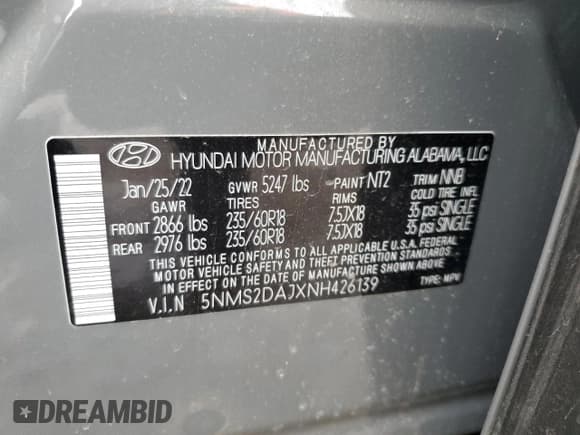 MANUFACTURED BY
HYUNDAI MOTOR MANUFACTURING ALABAMA, LLC
Jan/25/22 GVWR 5247 lbs PAINT NT2 TRIM NNB
GAWR TIRES RIMS COLD TIRE INFL
FRONT 2866 lbs 235/60R18 7.5JX18 35 psi SINGLE
REAR 2976 lbs 235/60R18 7.5JX18 35 psi SINGLE
THIS VEHICLE CONFORMS TO ALL APPLICABLE U.S.A. FEDERAL
MOTOR VEHICLE SAFETY, BUMPER, AND THEFT PREVENTION STANDARDS
IN EFFECT ON THE DATE OF MANUFACTURE SHOWN ABOVE.
V.I.N 5NMS2DAJXNH426139 TYPE: MPV
DREAMBID